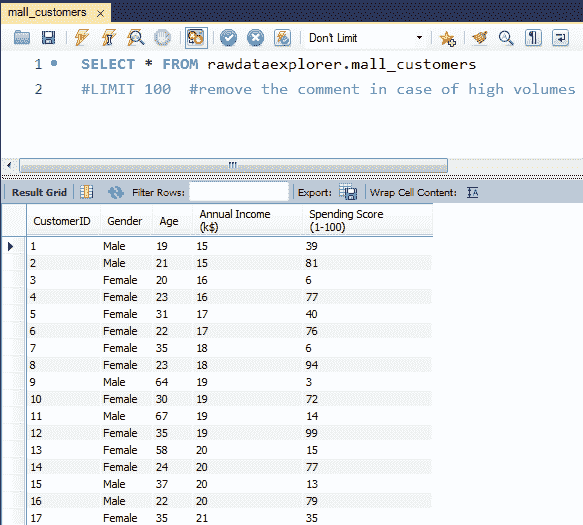 mall_customers
Don't Limit
1 SELECT * FROM rawdataexplorer.mall_customers
2 #LIMIT 100 #remove the comment in case of high volumes
Result Grid Filter Rows: Export: Wrap Cell Content:
CustomerID Gender Age Annual Income (k$) Spending Score (1-100)
1 Male 19 15 39
2 Male 21 15 81
3 Female 20 16 6
4 Female 23 16 77
5 Female 31 17 40
6 Female 22 17 76
7 Female 35 18 6
8 Female 23 18 94
9 Male 64 19 3
10 Female 30 19 72
11 Male 67 19 14
12 Female 35 19 99
13 Female 58 20 15
14 Female 24 20 77
15 Male 37 20 13
16 Male 22 20 79
17 Female 35 21 35